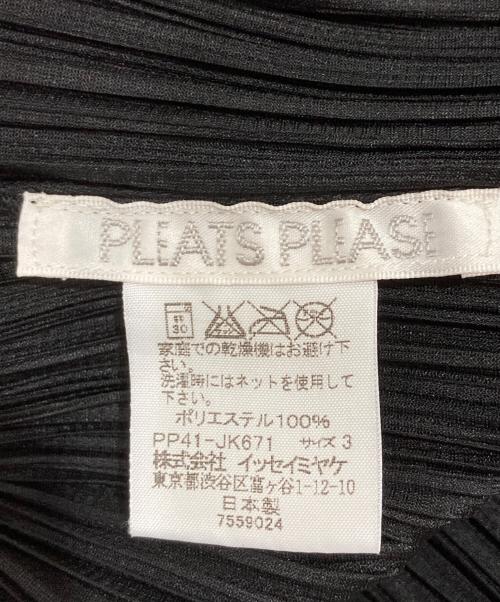 PLEATS PLEASE
弱
30
家庭での乾燥機はお避け下
さい。
洗濯時にはネットを使用して
下さい。
ポリエステル100%
PP41-JK671 サイズ 3
株式会社 イッセイミヤケ
東京都渋谷区富ヶ谷1-12-10
日本製
7559024